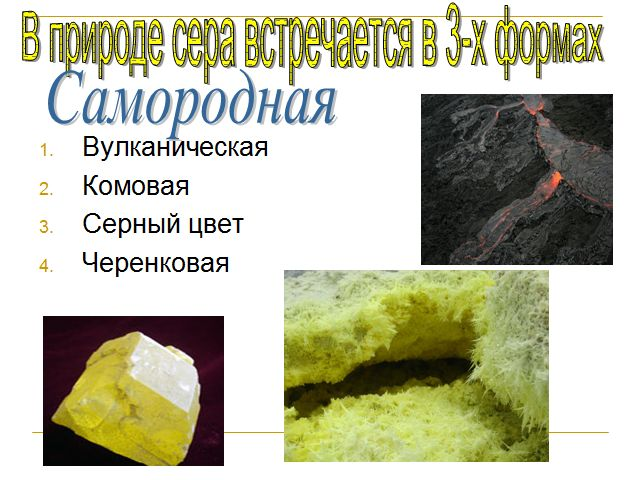 В природе сера встречается в 3-х формах
Самородная
1. Вулканическая
2. Комовая
3. Серный цвет
4. Черенковая